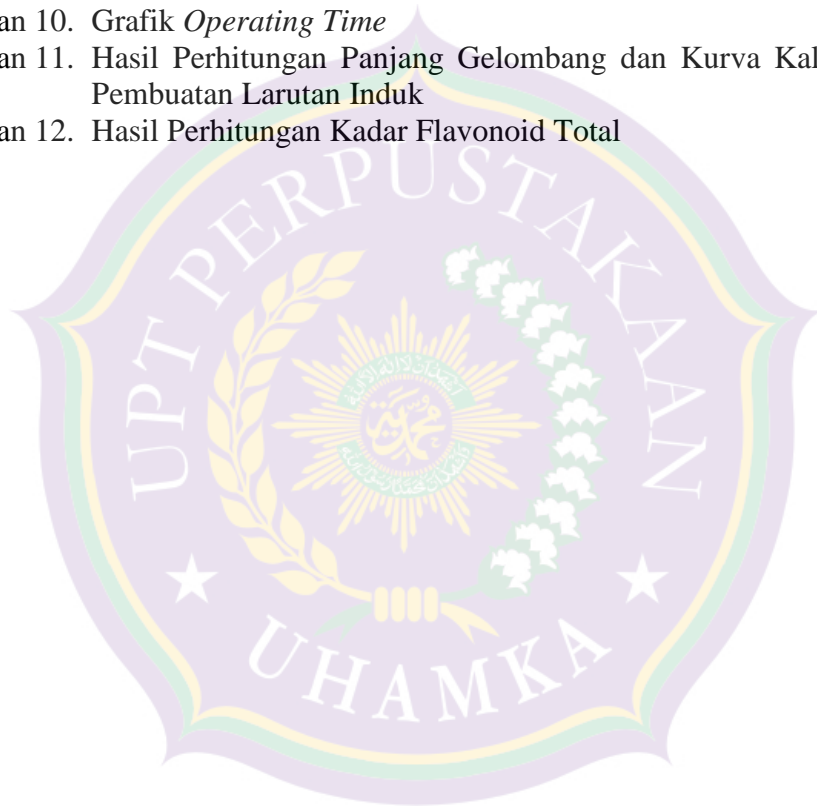 an 10. Grafik Operating Time
an 11. Hasil Perhitungan Panjang Gelombang dan Kurva Kal
Pembuatan Larutan Induk
an 12. Hasil Perhitungan Kadar Flavonoid Total
UPT PERPUSTAKAAN
UHAMKA